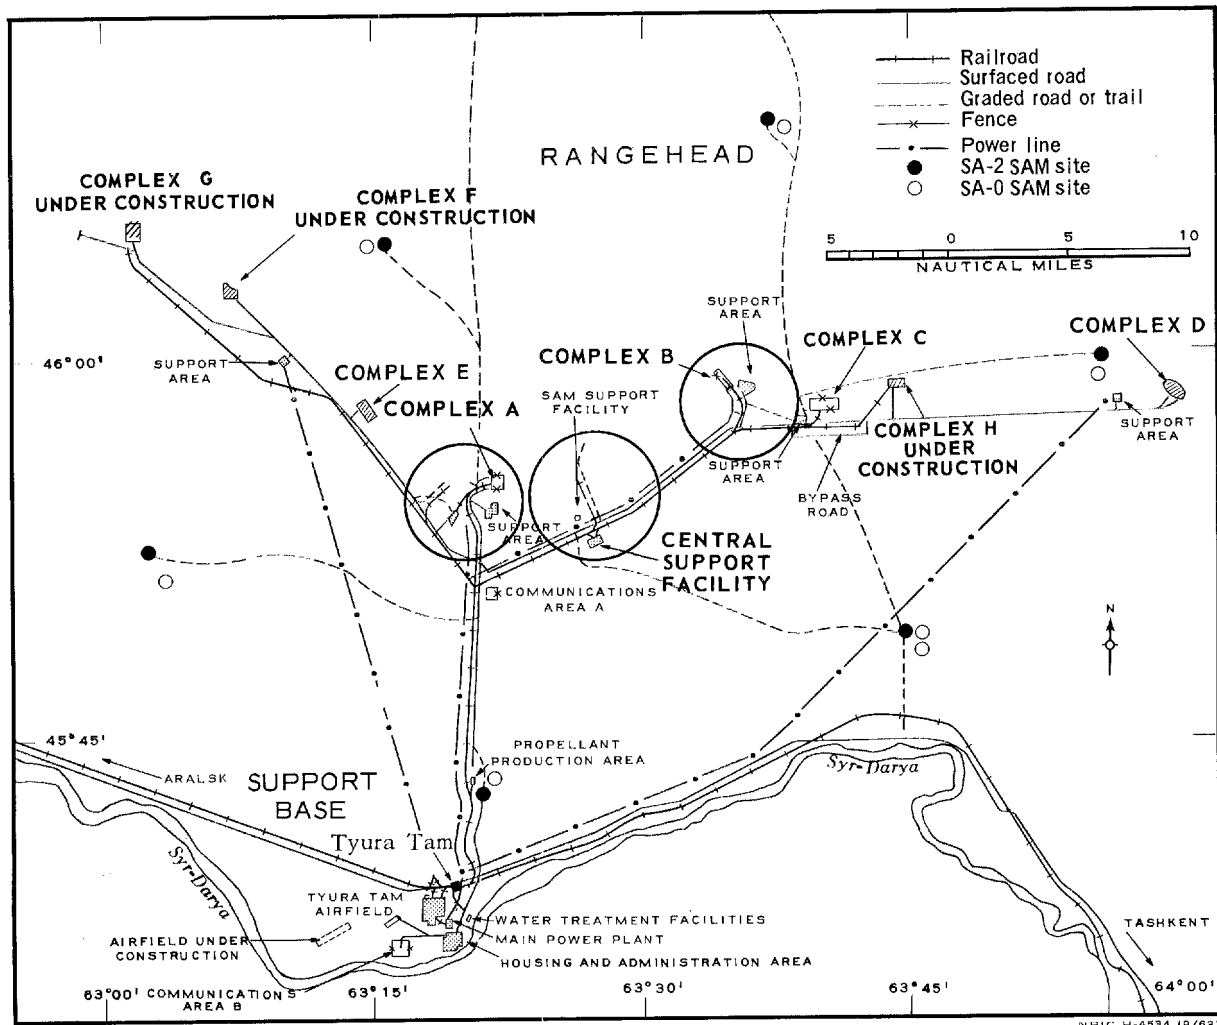 Railroad
Surfaced road
Graded road or trail
Fence
Power line
SA-2 SAM site
SA-0 SAM site
RANGEHEAD
COMPLEX G
UNDER CONSTRUCTION
COMPLEX F
UNDER CONSTRUCTION
5 0 5 10
NAUTICAL MILES
46° 00'
SUPPORT
AREA
COMPLEX E
COMPLEX A
COMPLEX B
SUPPORT
AREA
COMPLEX C
COMPLEX D
SAM SUPPORT
FACILITY
SUPPORT
AREA
COMPLEX H
UNDER
CONSTRUCTION
SUPPORT
AREA
BYPASS
ROAD
SUPPORT
AREA
CENTRAL
SUPPORT
FACILITY
COMMUNICATIONS
AREA A
N
45° 45'
ARALSK
SUPPORT
BASE
PROPELLANT
PRODUCTION AREA
Syr-Darya
Tyura Tam
Syr-Darya
TYURA TAM
AIRFIELD
AIRFIELD UNDER
CONSTRUCTION
WATER TREATMENT FACILITIES
MAIN POWER PLANT
HOUSING AND ADMINISTRATION AREA
TASHKENT
COMMUNICATIONS
AREA B
63° 00' 63° 15' 63° 30' 63° 45' 64° 00'